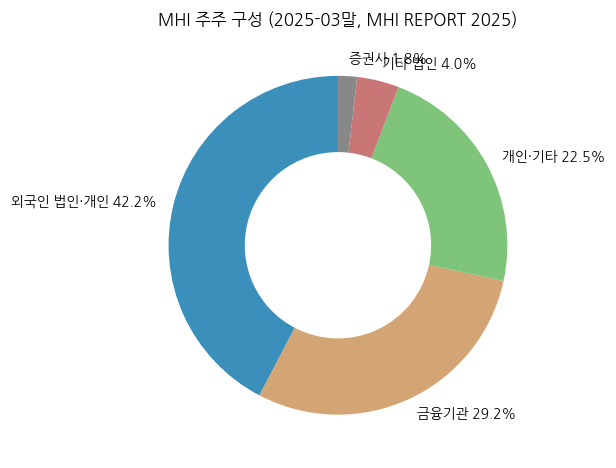 MHI 주주 구성 (2025-03말, MHI REPORT 2025)
증권사 1.8%
기타 법인 4.0%
개인·기타 22.5%
외국인 법인·개인 42.2%
금융기관 29.2%